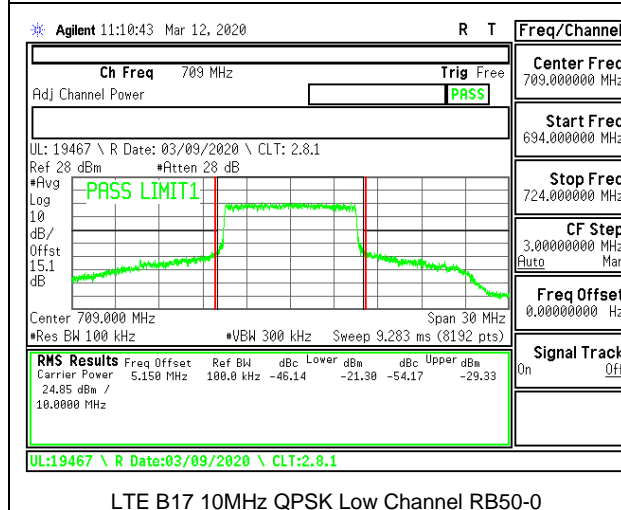 Agilent 11:10:43 Mar 12, 2020 R T
Ch Freq 709 MHz Trig Free
Adj Channel Power PASS
UL: 19467 \ R Date: 03/09/2020 \ CLT: 2.8.1
Ref 28 dBm #Atten 28 dB
#Avg
Log
10
dB/
Offst
15.1
dB
PASS LIMIT1
Center 709.000 MHz Span 30 MHz
#Res BW 100 kHz #VBW 300 kHz Sweep 9.283 ms (8192 pts)
RMS Results Freq Offset Ref BW dBc Lower dBm dBc Upper dBm
Carrier Power 5.150 MHz 100.0 kHz -46.14 -21.30 -54.17 -29.33
24.85 dBm /
10.0000 MHz
UL:19467 \ R Date:03/09/2020 \ CLT:2.8.1
Freq/Channel
Center Freq
709.000000 MHz
Start Freq
694.000000 MHz
Stop Freq
724.000000 MHz
CF Step
3.00000000 MHz
Auto Man
Freq Offset
0.00000000 Hz
Signal Track
On Off
LTE B17 10MHz QPSK Low Channel RB50-0